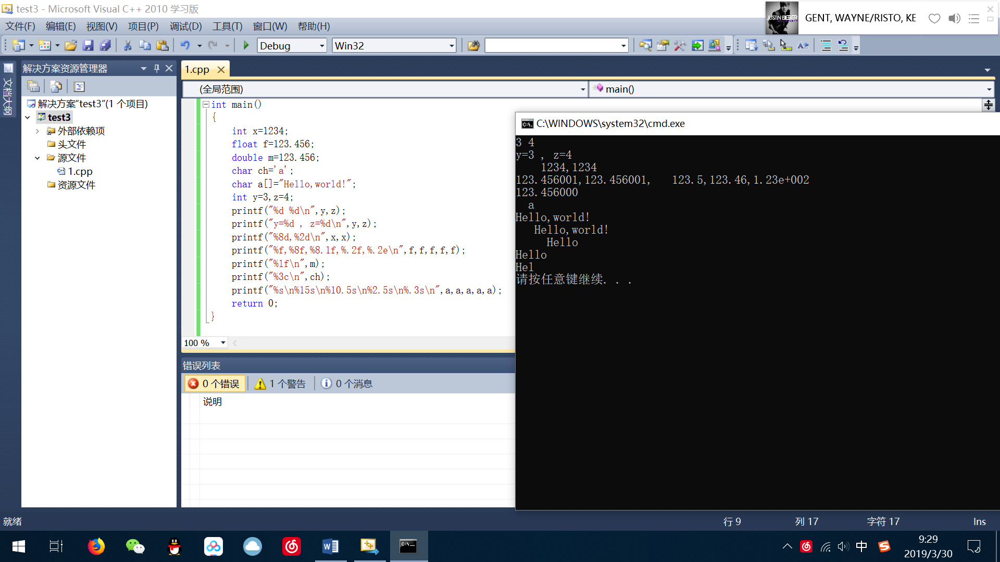 test3 - Microsoft Visual C++ 2010 学习版
文件(F) 编辑(E) 视图(V) 项目(P) 调试(D) 工具(T) 窗口(W) 帮助(H)
JUSTIN BIEBER
GENT, WAYNE/RISTO, KE
Debug
Win32
文档大纲
解决方案资源管理器
解决方案“test3”(1 个项目)
test3
外部依赖项
头文件
源文件
1.cpp
资源文件
1.cpp
(全局范围)
main()
int main()
{
int x=1234;
float f=123.456;
double m=123.456;
char ch='a';
char a[]="Hello,world!";
int y=3,z=4;
printf("%d %d\n",y,z);
printf("y=%d , z=%d\n",y,z);
printf("%8d,%2d\n",x,x);
printf("%f,%8f,%8.1f,%.2f,%.2e\n",f,f,f,f,f);
printf("%lf\n",m);
printf("%3c\n",ch);
printf("%s\n%15s\n%10.5s\n%2.5s\n%.3s\n",a,a,a,a,a);
return 0;
}
100 %
C:\WINDOWS\system32\cmd.exe
3 4
y=3 , z=4
    1234,1234
123.456001,123.456001,   123.5,123.46,1.23e+002
123.456000
  a
Hello,world!
   Hello,world!
     Hello
Hello
Hel
请按任意键继续. . .
错误列表
0 个错误 1 个警告 0 个消息
说明
就绪
行 9 列 17 字符 17 Ins
中
9:29
2019/3/30